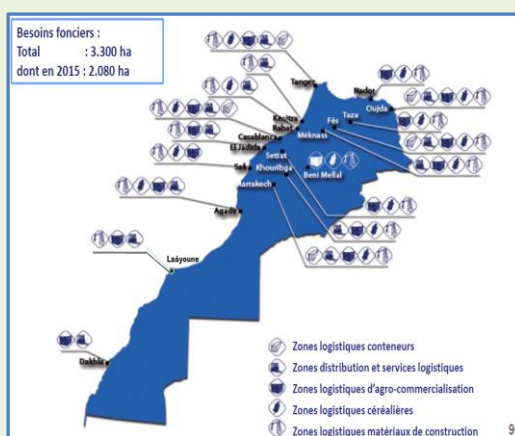 Besoins fonciers :
Total : 3.300 ha
dont en 2015 : 2.080 ha
Tanger
Nador
Oujda
Taza
Kenitra
Rabat
Fés
Casablanca
Méknass
El Jadida
Settat
Safi
Khouribga
Beni Mellal
Marrakech
Agadir
Laâyoune
Dakhla
Zones logistiques conteneurs
Zones distribution et services logistiques
Zones logistiques d'agro-commercialisation
Zones logistiques céréalières
Zones logistiques matériaux de construction
9